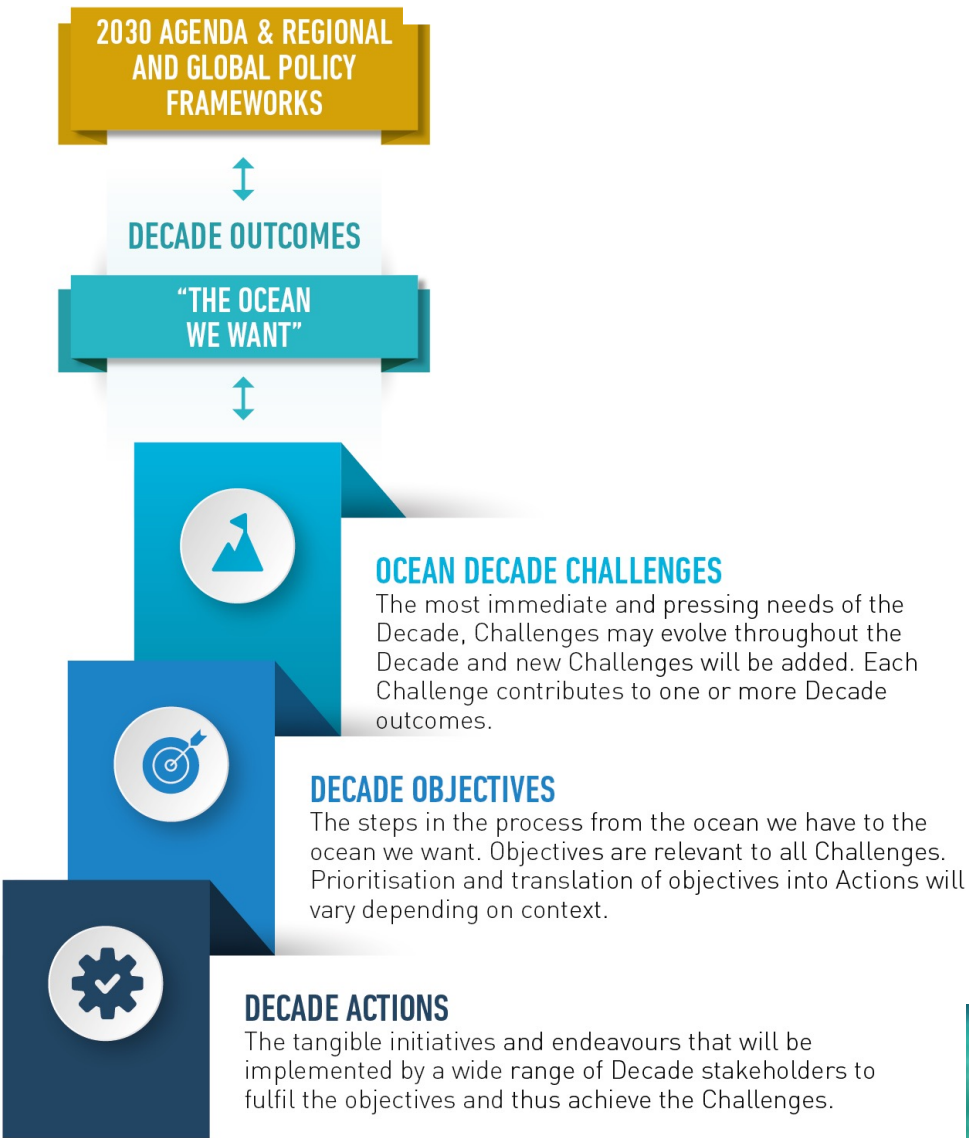 2030 AGENDA & REGIONAL
AND GLOBAL POLICY
FRAMEWORKS
DECADE OUTCOMES
“THE OCEAN
WE WANT”
OCEAN DECADE CHALLENGES
The most immediate and pressing needs of the
Decade, Challenges may evolve throughout the
Decade and new Challenges will be added. Each
Challenge contributes to one or more Decade
outcomes.
DECADE OBJECTIVES
The steps in the process from the ocean we have to the
ocean we want. Objectives are relevant to all Challenges.
Prioritisation and translation of objectives into Actions will
vary depending on context.
DECADE ACTIONS
The tangible initiatives and endeavours that will be
implemented by a wide range of Decade stakeholders to
fulfil the objectives and thus achieve the Challenges.